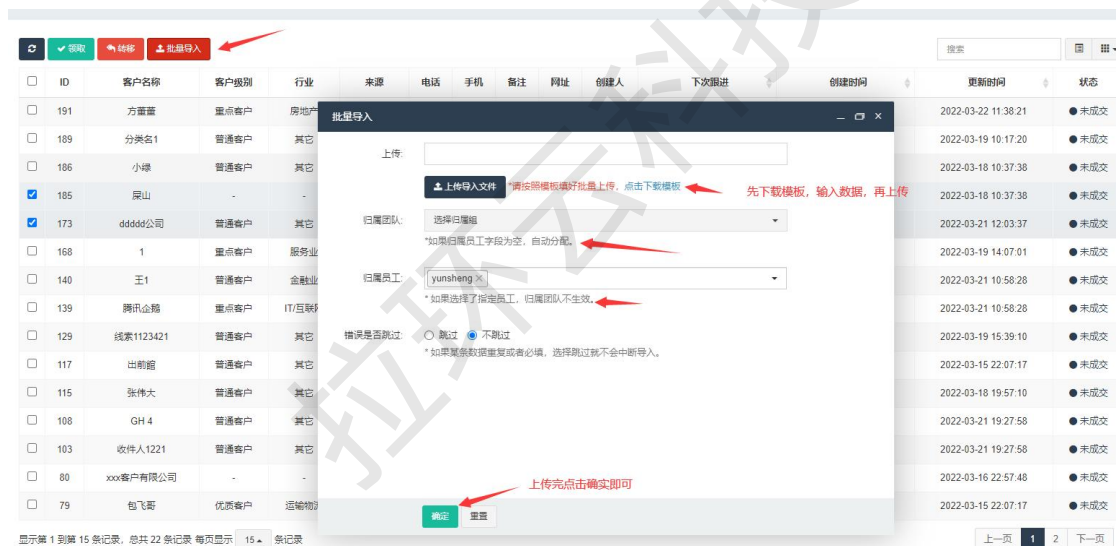 领取 转移 批量导入 搜索
ID 客户名称 客户级别 行业 来源 电话 手机 备注 网址 创建人 下次跟进 创建时间 更新时间 状态
191 方董董 重点客户 房地产 2022-03-22 11:38:21 未成交
189 分类名1 普通客户 其它 2022-03-19 10:17:20 未成交
186 小绿 普通客户 其它 2022-03-18 10:37:38 未成交
185 屎山 - - 2022-03-18 10:37:38 未成交
173 ddddd公司 普通客户 其它 2022-03-21 12:03:37 未成交
168 1 重点客户 服务业 2022-03-19 14:07:01 未成交
140 王1 普通客户 金融业 2022-03-21 10:58:28 未成交
139 腾讯企鹅 重点客户 IT/互联网 2022-03-21 10:58:28 未成交
129 线索1123421 普通客户 其它 2022-03-19 15:39:10 未成交
117 出前館 普通客户 其它 2022-03-15 22:07:17 未成交
115 张伟大 普通客户 其它 2022-03-18 19:57:10 未成交
108 GH 4 普通客户 其它 2022-03-21 19:27:58 未成交
103 收件人1221 普通客户 其它 2022-03-21 19:27:58 未成交
80 xxx客户有限公司 - - 2022-03-16 22:57:48 未成交
79 包飞哥 优质客户 运输物流 2022-03-15 22:07:17 未成交
显示第 1 到第 15 条记录，总共 22 条记录 每页显示 15 条记录
上一页 1 2 下一页
批量导入
上传:
上传导入文件 *请按照模板填好批量上传，点击下载模板
先下载模板，输入数据，再上传
归属团队: 选择归属组
*如果归属员工字段为空，自动分配。
归属员工: yunsheng ×
* 如果选择了指定员工，归属团队不生效。
错误是否跳过: 跳过 不跳过
* 如果某条数据重复或者必填，选择跳过就不会中断导入。
上传完点击确实即可
确定 重置
拉环云科技